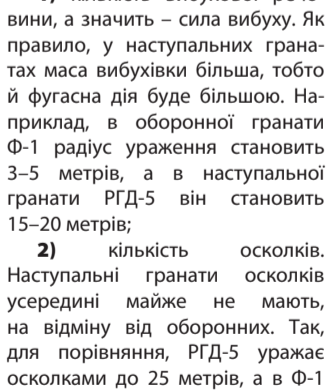 вини, а значить – сила вибуху. Як
правило, у наступальних грана-
тах маса вибухівки більша, тобто
й фугасна дія буде більшою. На-
приклад, в оборонної гранати
Ф-1 радіус ураження становить
3–5 метрів, а в наступальної
гранати РГД-5 він становить
15–20 метрів;
2) кількість осколків.
Наступальні гранати осколків
усередині майже не мають,
на відміну від оборонних. Так,
для порівняння, РГД-5 уражає
осколками до 25 метрів, а в Ф-1